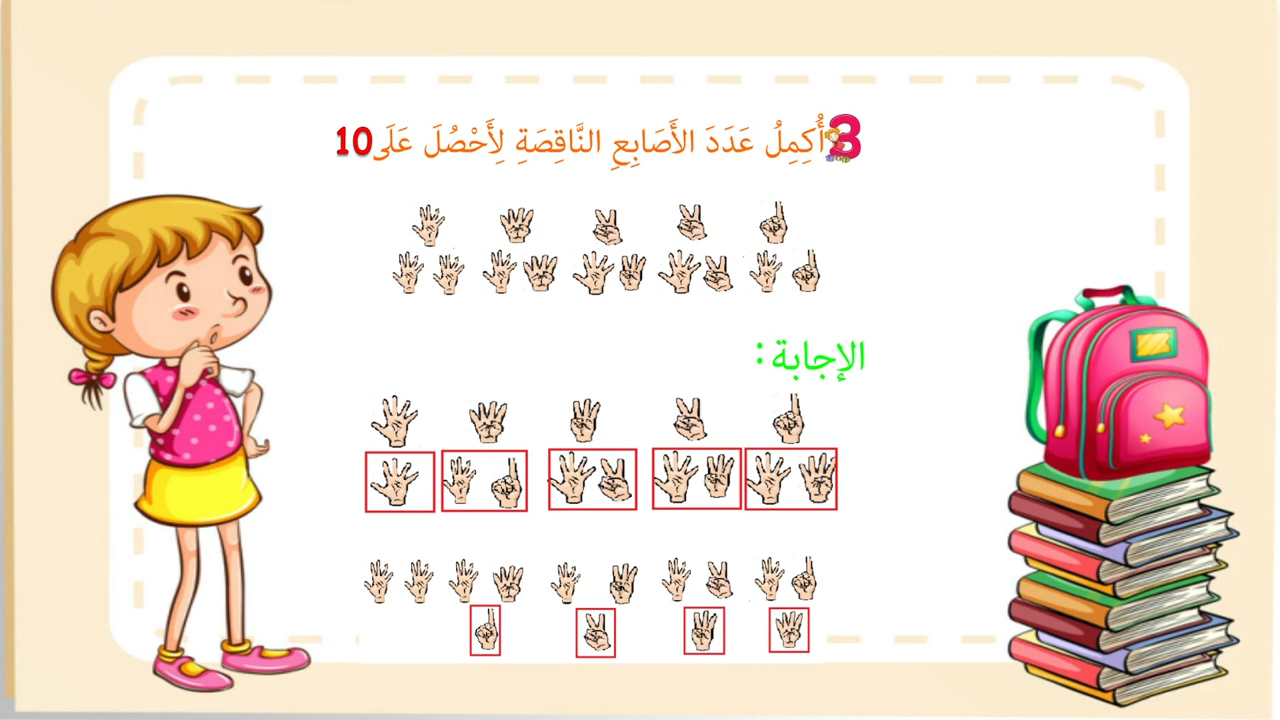 3 أُكمِلُ عَدَدَ الأَصَابِعِ النَّاقِصَةِ لِأَحْصُلَ عَلَى 10
الإجابة :